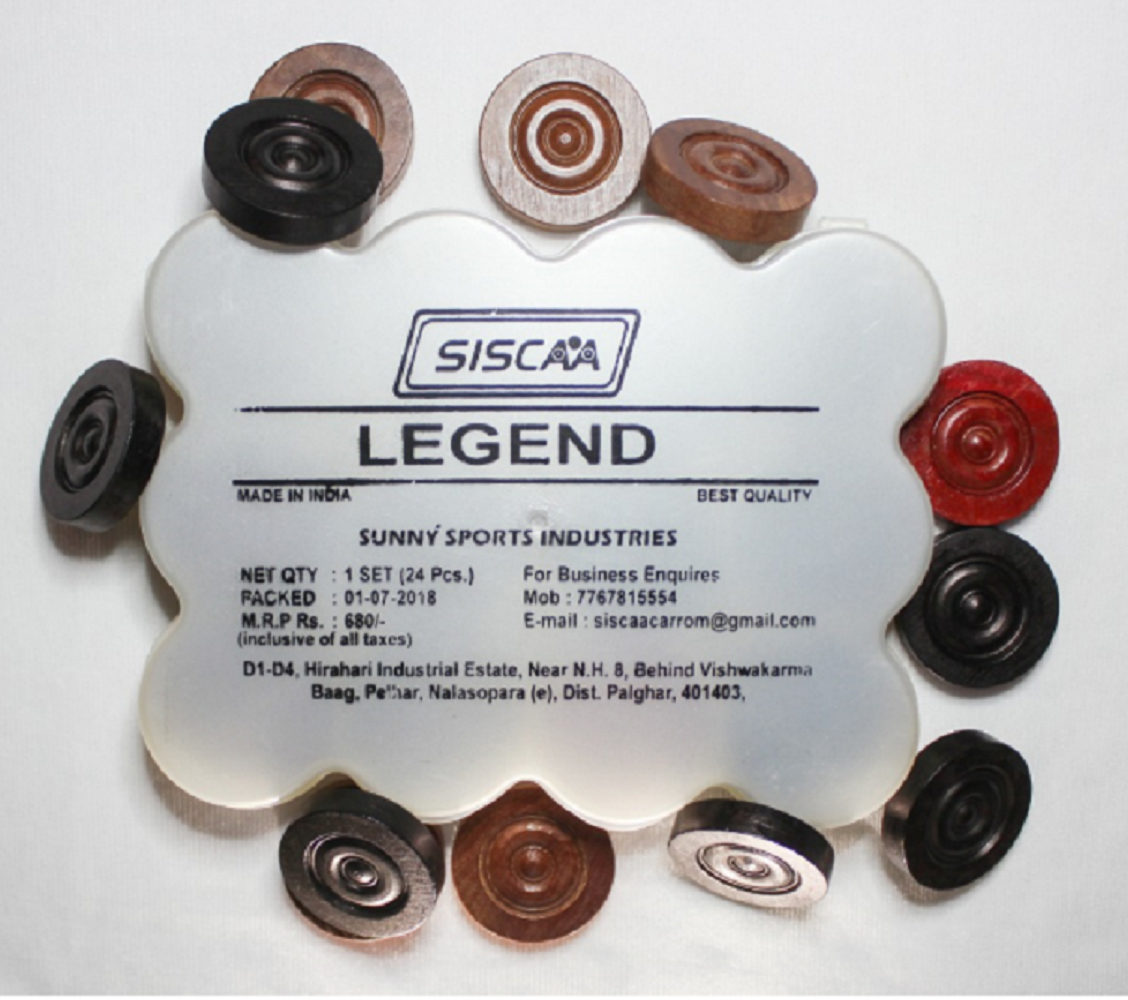 SISCAA
LEGEND
MADE IN INDIA
BEST QUALITY
SUNNY SPORTS INDUSTRIES
NET QTY : 1 SET (24 Pcs.)
PACKED : 01-07-2018
M.R.P Rs. : 680/-
(inclusive of all taxes)
For Business Enquires
Mob : 7767815554
E-mail : siscaacarrom@gmail.com
D1-D4, Hirahari Industrial Estate, Near N.H. 8, Behind Vishwakarma
Baag, Nalasopara (e), Dist. Palghar, 401403,